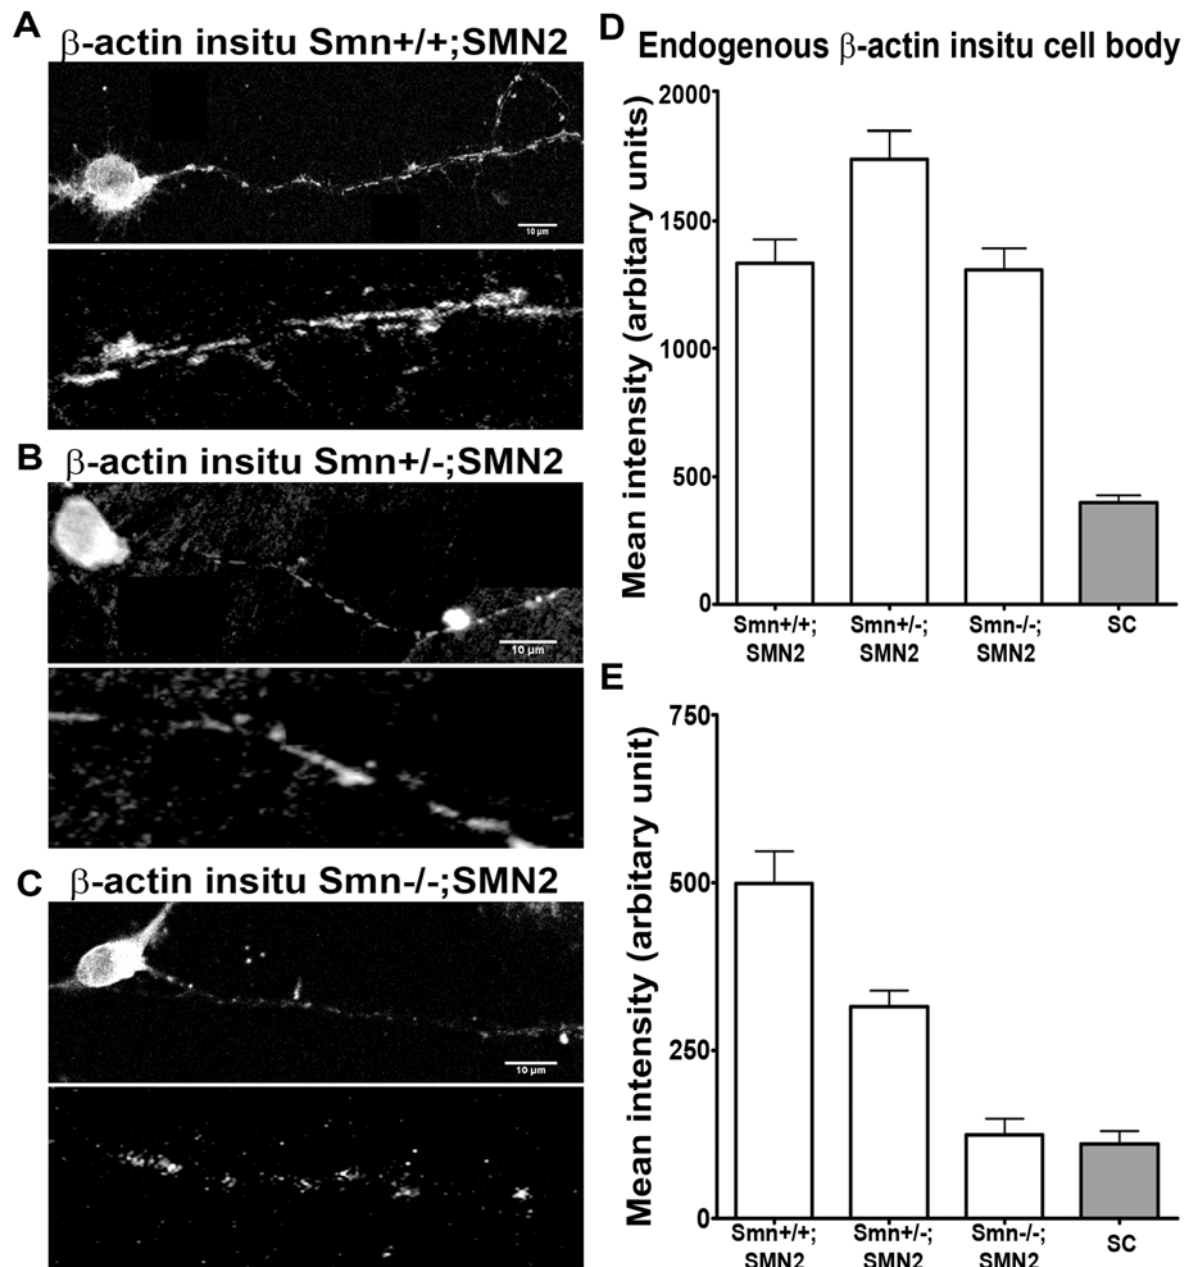 A
β-actin insitu Smn+/+;SMN2
10 µm
B
β-actin insitu Smn+/-;SMN2
10 µm
C
β-actin insitu Smn-/-;SMN2
10 µm
D
Endogenous β-actin insitu cell body
Mean intensity (arbitary units)
2000
1500
1000
500
0
Smn+/+;
SMN2
Smn+/-;
SMN2
Smn-/-;
SMN2
SC
E
Mean intensity (arbitary unit)
750
500
250
0
Smn+/+;
SMN2
Smn+/-;
SMN2
Smn-/-;
SMN2
SC